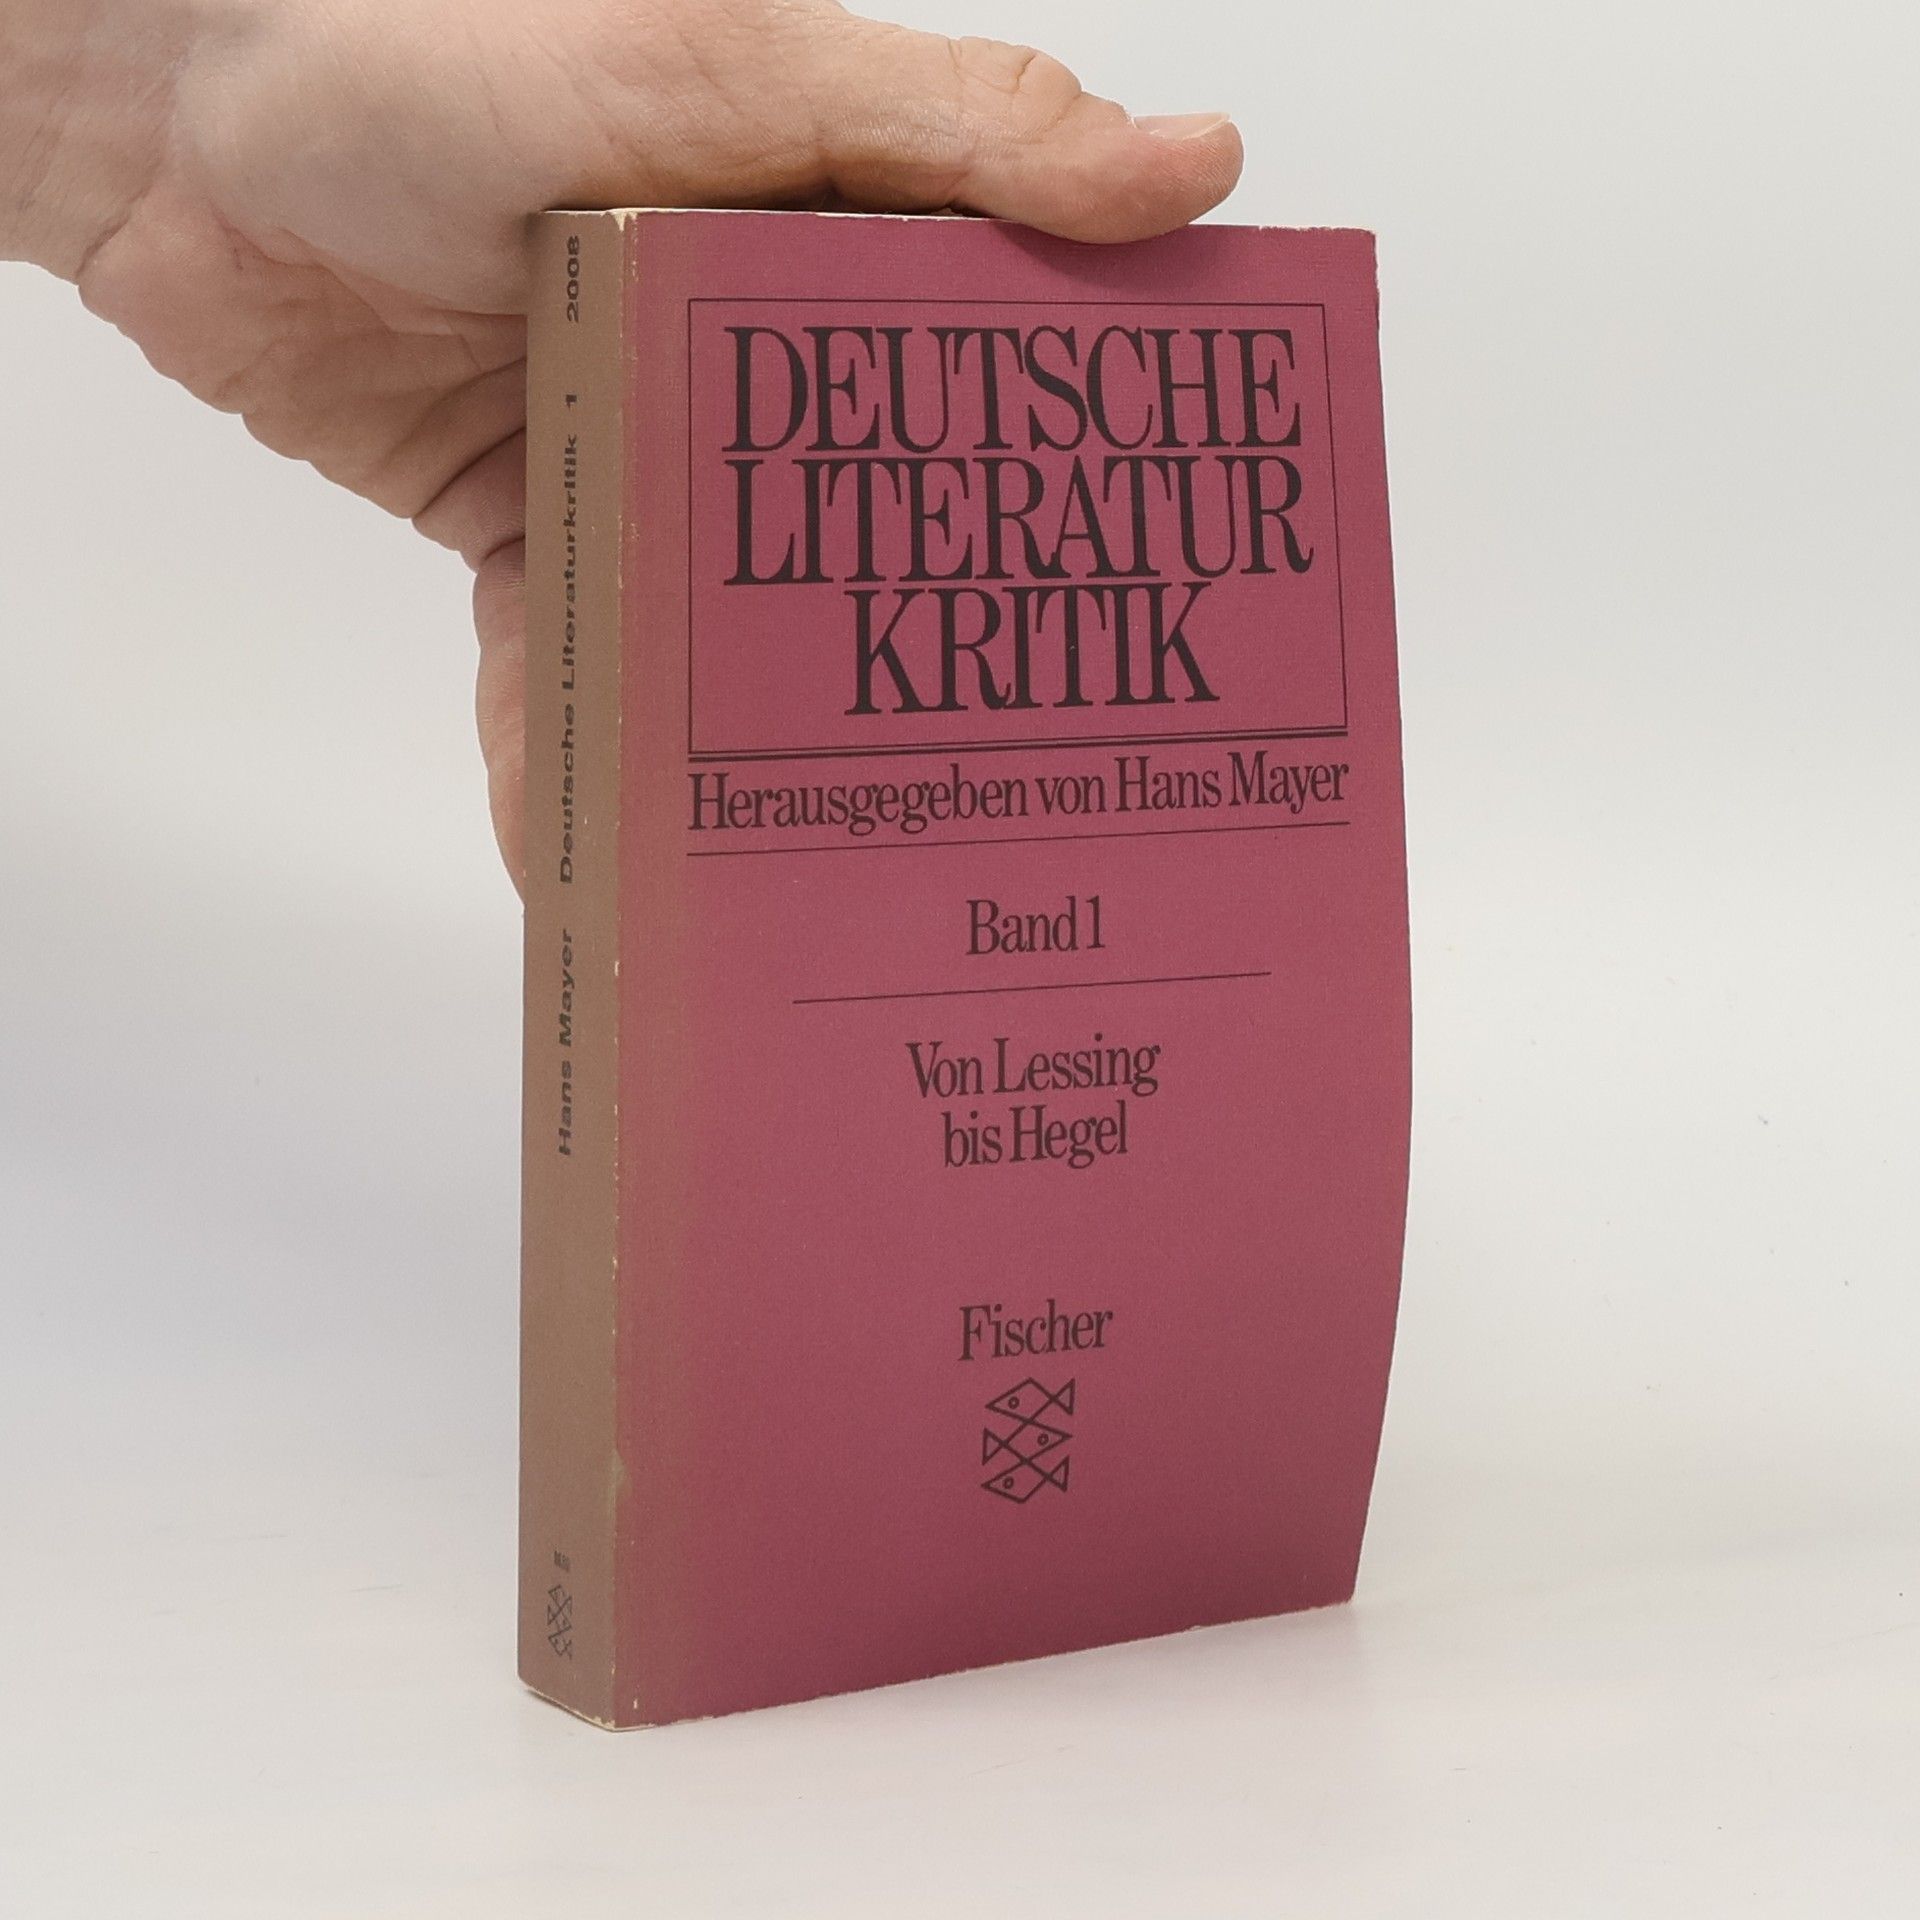 DEUTSCHE
LITERATUR
KRITIK
Herausgegeben von Hans Mayer
Band 1
Von Lessing
bis Hegel
Fischer
Hans Mayer Deutsche Literaturkritik 1 2008